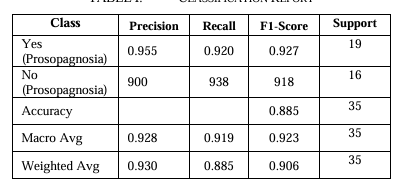 TABLE I. CLASSIFICATION REPORT
Class Precision Recall F1-Score Support
Yes
(Prosopagnosia) 0.955 0.920 0.927 19
No
(Prosopagnosia) 900 938 918 16
Accuracy 0.885 35
Macro Avg 0.928 0.919 0.923 35
Weighted Avg 0.930 0.885 0.906 35